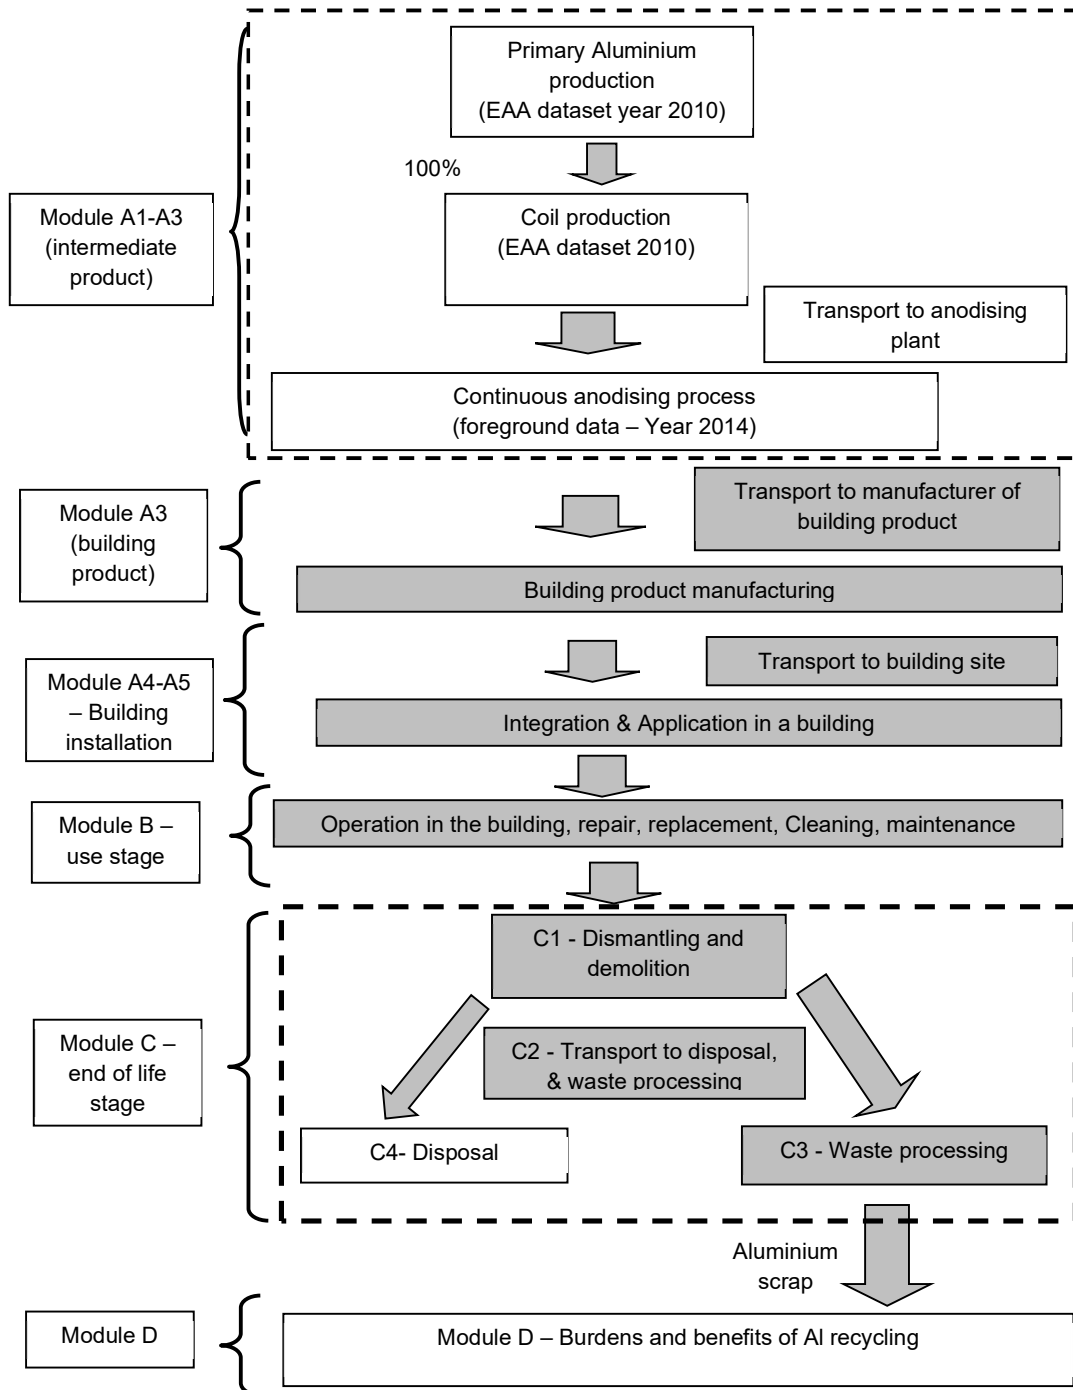 Primary Aluminium
production
(EAA dataset year 2010)
100%
Module A1-A3
(intermediate
product)
Coil production
(EAA dataset 2010)
Transport to anodising
plant
Continuous anodising process
(foreground data – Year 2014)
Module A3
(building
product)
Transport to manufacturer of
building product
Building product manufacturing
Module A4-A5
– Building
installation
Transport to building site
Integration & Application in a building
Module B –
use stage
Operation in the building, repair, replacement, Cleaning, maintenance
Module C –
end of life
stage
C1 - Dismantling and
demolition
C2 - Transport to disposal,
& waste processing
C4- Disposal
C3 - Waste processing
Aluminium
scrap
Module D
Module D – Burdens and benefits of Al recycling